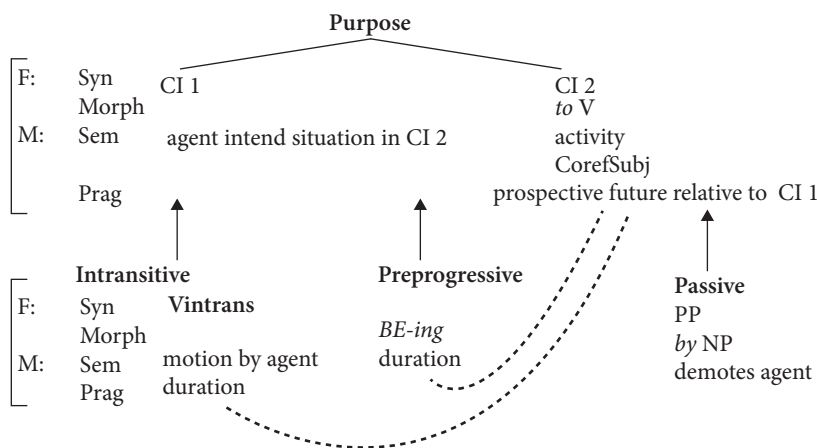 Purpose
F: Syn CI 1 CI 2
Morph to V
M: Sem agent intend situation in CI 2 activity
CorefSubj
Prag prospective future relative to CI 1
Intransitive Preprogressive Passive
F: Syn Vintrans PP
Morph BE-ing by NP
M: Sem motion by agent duration demotes agent
Prag duration